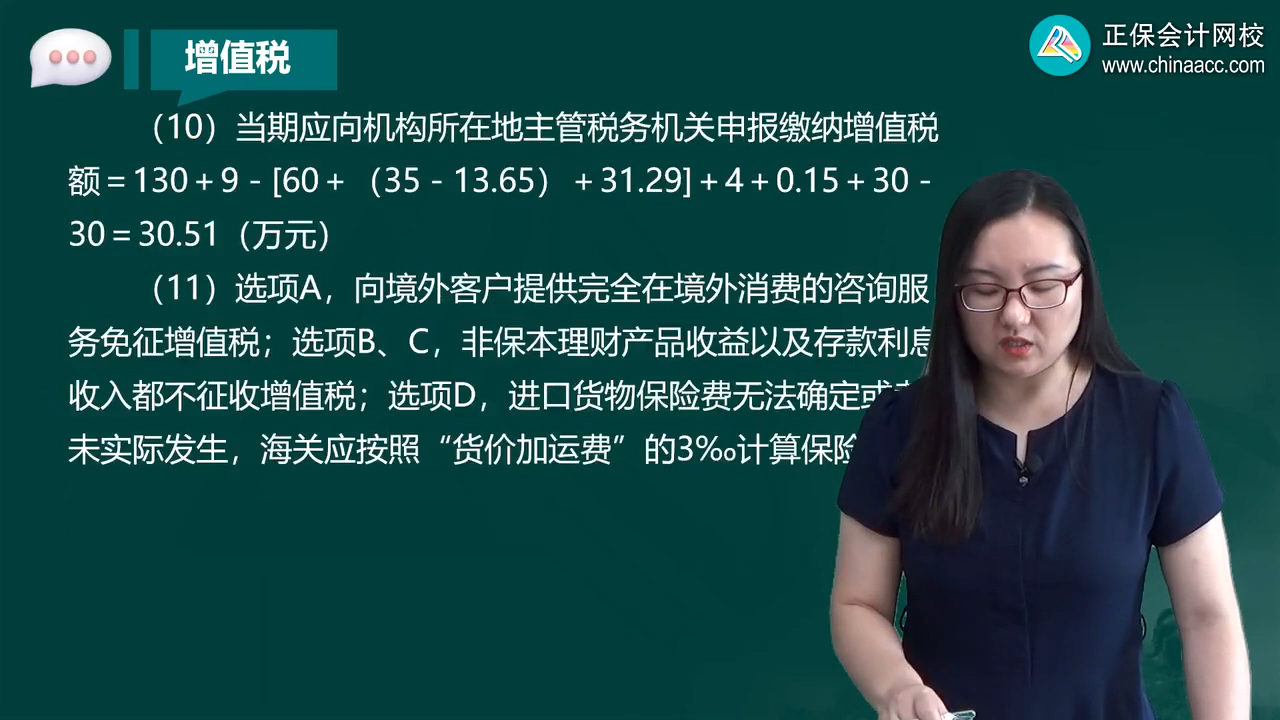 增值税
正保会计网校
www.chinaacc.com
（10）当期应向机构所在地主管税务机关申报缴纳增值税
额＝130＋9－[60＋（35－13.65）＋31.29]＋4＋0.15＋30－
30＝30.51（万元）
（11）选项A，向境外客户提供完全在境外消费的咨询服
务免征增值税；选项B、C，非保本理财产品收益以及存款利息
收入都不征收增值税；选项D，进口货物保险费无法确定或
未实际发生，海关应按照“货价加运费”的3‰计算保险